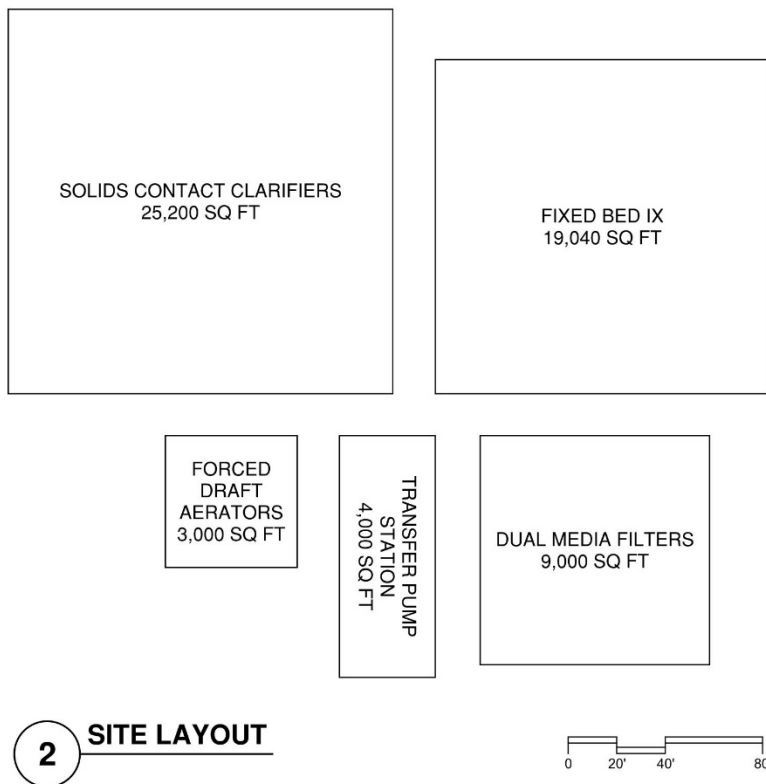 SOLIDS CONTACT CLARIFIERS
25,200 SQ FT
FIXED BED IX
19,040 SQ FT
FORCED
DRAFT
AERATORS
3,000 SQ FT
TRANSFER PUMP
STATION
4,000 SQ FT
DUAL MEDIA FILTERS
9,000 SQ FT
2 SITE LAYOUT
0 20' 40' 80